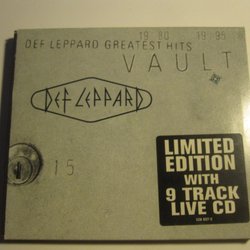 19 80 19 95
DEF LEPPARD GREATEST HITS
VAULT
DEF LEPPARD
15
LIMITED
EDITION
WITH
9 TRACK
LIVE CD